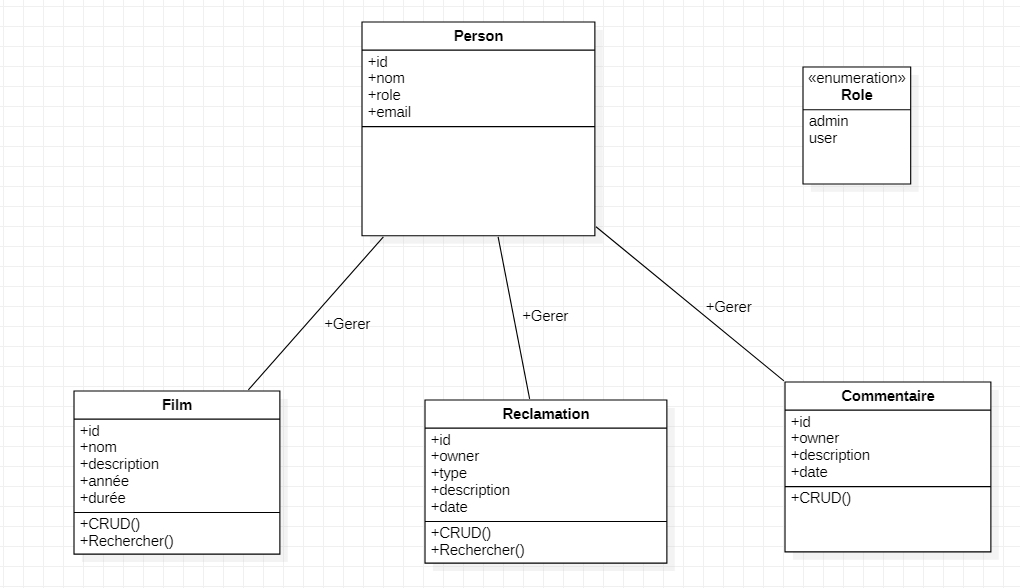 Person
+id
+nom
+role
+email
«enumeration»
Role
admin
user
+Gerer
+Gerer
+Gerer
Film
+id
+nom
+description
+année
+durée
+CRUD()
+Rechercher()
Reclamation
+id
+owner
+type
+description
+date
+CRUD()
+Rechercher()
Commentaire
+id
+owner
+description
+date
+CRUD()